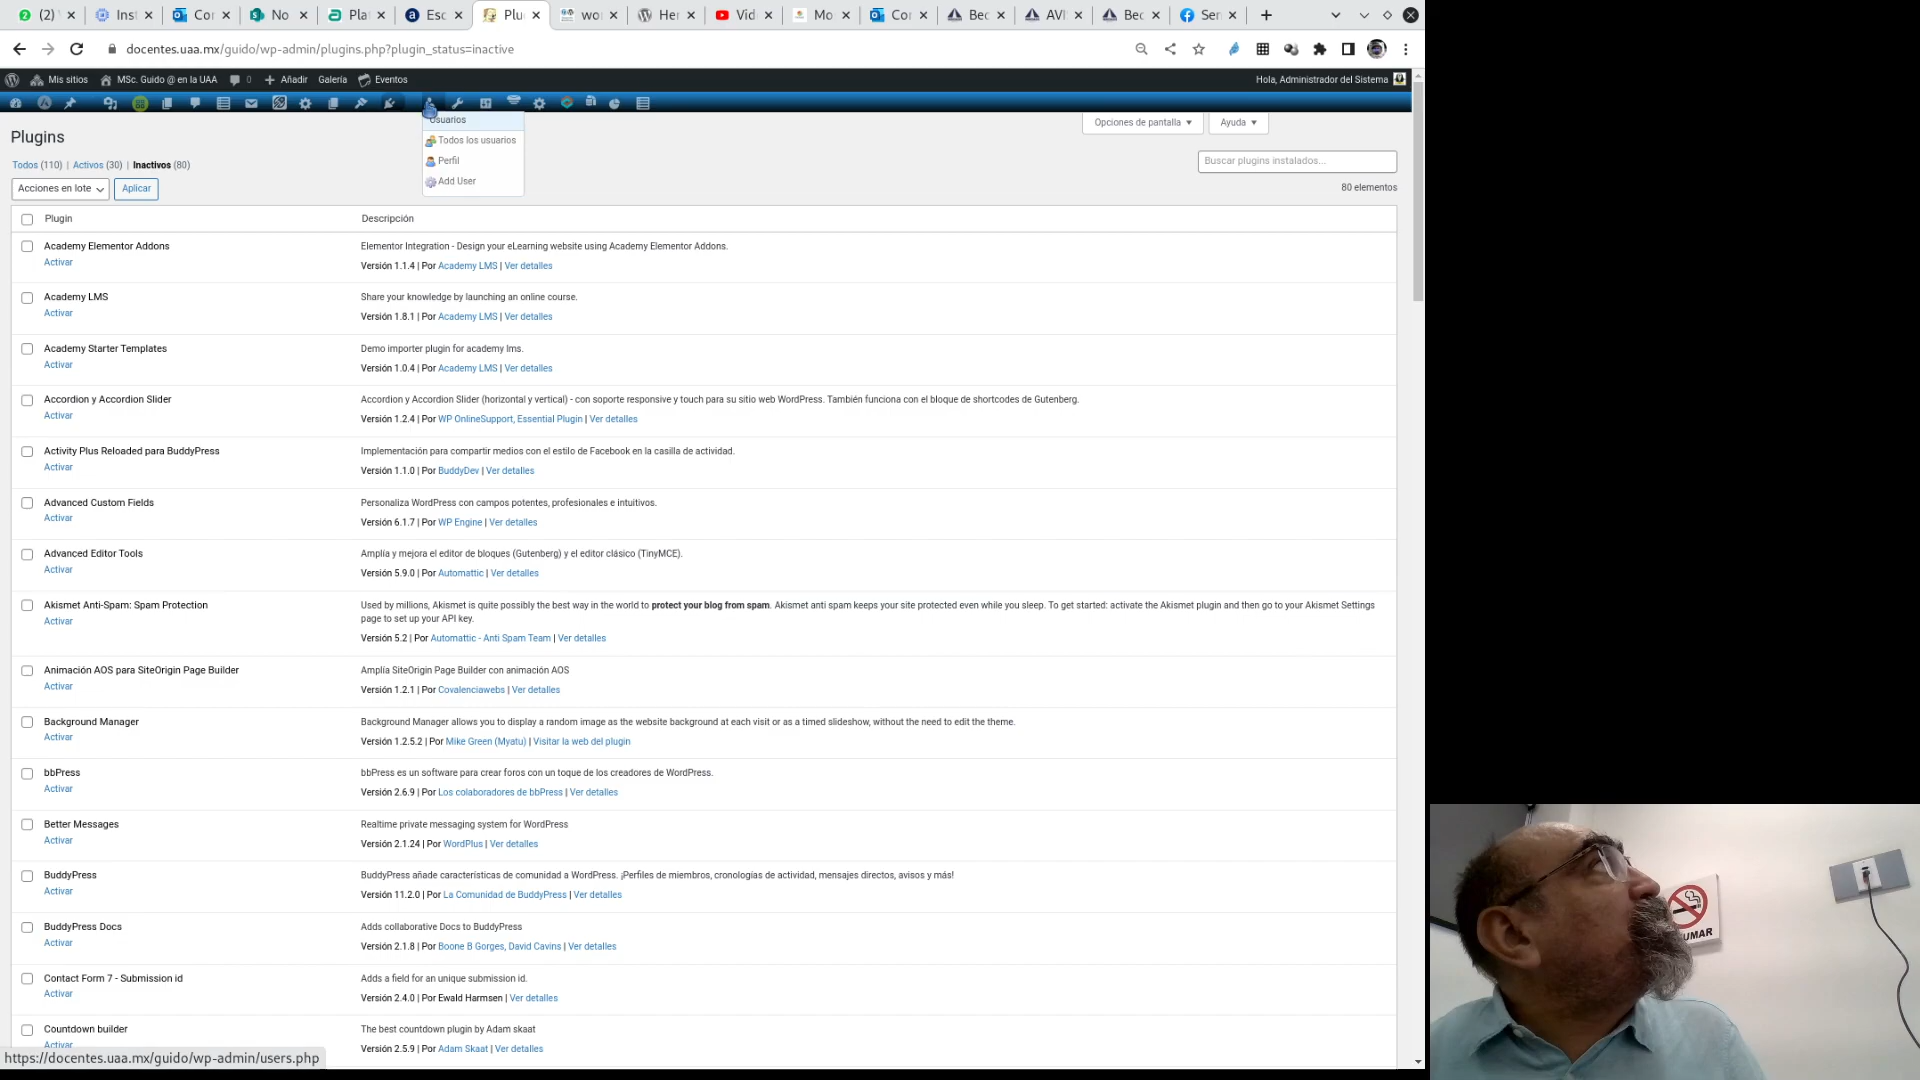 (2)
Inst
Cor
No
Pla
Esc
Plu
wor
Her
Vid
Mo
Cor
Bec
AVI
Bec
Ser
docentes.uaa.mx/guido/wp-admin/plugins.php?plugin_status=inactive
Mis sitios
MSc. Guido @ en la UAA
0
Añadir
Galería
Eventos
Hola, Administrador del Sistema
Usuarios
Todos los usuarios
Perfil
Add User
Opciones de pantalla
Ayuda
Plugins
Todos (110) | Activos (30) | Inactivos (80)
Buscar plugins instalados...
Acciones en lote
Aplicar
80 elementos
Plugin
Descripción
Academy Elementor Addons
Activar
Elementor Integration - Design your eLearning website using Academy Elementor Addons.
Versión 1.1.4 | Por Academy LMS | Ver detalles
Academy LMS
Activar
Share your knowledge by launching an online course.
Versión 1.8.1 | Por Academy LMS | Ver detalles
Academy Starter Templates
Activar
Demo importer plugin for academy lms.
Versión 1.0.4 | Por Academy LMS | Ver detalles
Accordion y Accordion Slider
Activar
Accordion y Accordion Slider (horizontal y vertical) - con soporte responsive y touch para su sitio web WordPress. También funciona con el bloque de shortcodes de Gutenberg.
Versión 1.2.4 | Por WP OnlineSupport, Essential Plugin | Ver detalles
Activity Plus Reloaded para BuddyPress
Activar
Implementación para compartir medios con el estilo de Facebook en la casilla de actividad.
Versión 1.1.0 | Por BuddyDev | Ver detalles
Advanced Custom Fields
Activar
Personaliza WordPress con campos potentes, profesionales e intuitivos.
Versión 6.1.7 | Por WP Engine | Ver detalles
Advanced Editor Tools
Activar
Amplía y mejora el editor de bloques (Gutenberg) y el editor clásico (TinyMCE).
Versión 5.9.0 | Por Automattic | Ver detalles
Akismet Anti-Spam: Spam Protection
Activar
Used by millions, Akismet is quite possibly the best way in the world to protect your blog from spam. Akismet anti spam keeps your site protected even while you sleep. To get started: activate the Akismet plugin and then go to your Akismet Settings
page to set up your API key.
Versión 5.2 | Por Automattic - Anti Spam Team | Ver detalles
Animación AOS para SiteOrigin Page Builder
Activar
Amplía SiteOrigin Page Builder con animación AOS
Versión 1.2.1 | Por Covalenciawebs | Ver detalles
Background Manager
Activar
Background Manager allows you to display a random image as the website background at each visit or as a timed slideshow, without the need to edit the theme.
Versión 1.2.5.2 | Por Mike Green (Myatu) | Visitar la web del plugin
bbPress
Activar
bbPress es un software para crear foros con un toque de los creadores de WordPress.
Versión 2.6.9 | Por Los colaboradores de bbPress | Ver detalles
Better Messages
Activar
Realtime private messaging system for WordPress
Versión 2.1.24 | Por WordPlus | Ver detalles
BuddyPress
Activar
BuddyPress añade características de comunidad a WordPress. ¡Perfiles de miembros, cronologías de actividad, mensajes directos, avisos y más!
Versión 11.2.0 | Por La Comunidad de BuddyPress | Ver detalles
BuddyPress Docs
Activar
Adds collaborative Docs to BuddyPress
Versión 2.1.8 | Por Boone B Gorges, David Cavins | Ver detalles
Contact Form 7 - Submission id
Activar
Adds a field for an unique submission id.
Versión 2.4.0 | Por Ewald Harmsen | Ver detalles
Countdown builder
Activar
The best countdown plugin by Adam skaat
Versión 2.5.9 | Por Adam Skaat | Ver detalles
https://docentes.uaa.mx/guido/wp-admin/users.php
UMAR